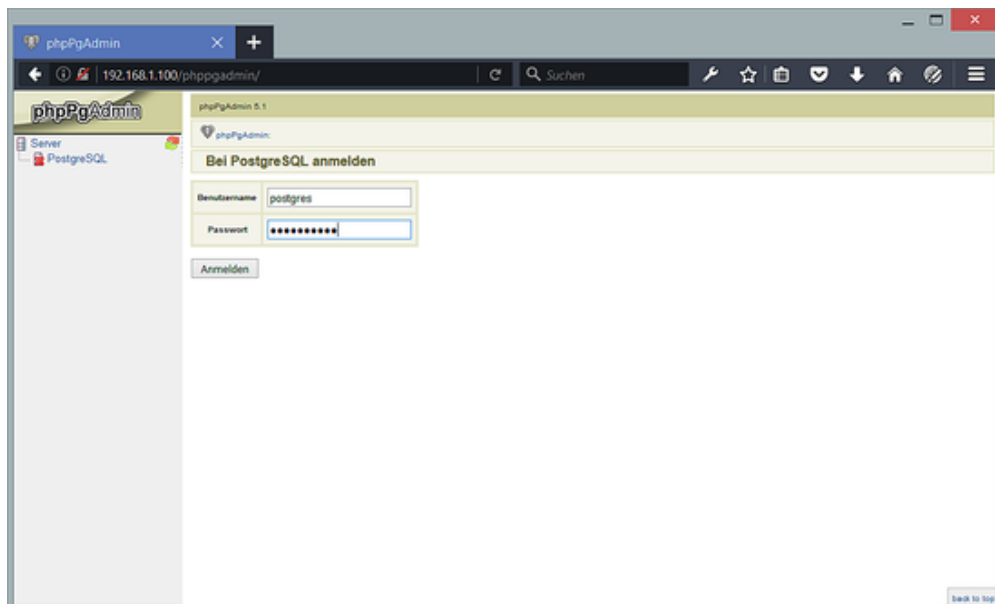 phpPgAdmin
192.168.1.100/phppgadmin/
Suchen
phpPgAdmin
Server
PostgreSQL
phpPgAdmin 5.1
phpPgAdmin:
Bei PostgreSQL anmelden
Benutzername postgres
Passwort ••••••••••
Anmelden
back to top